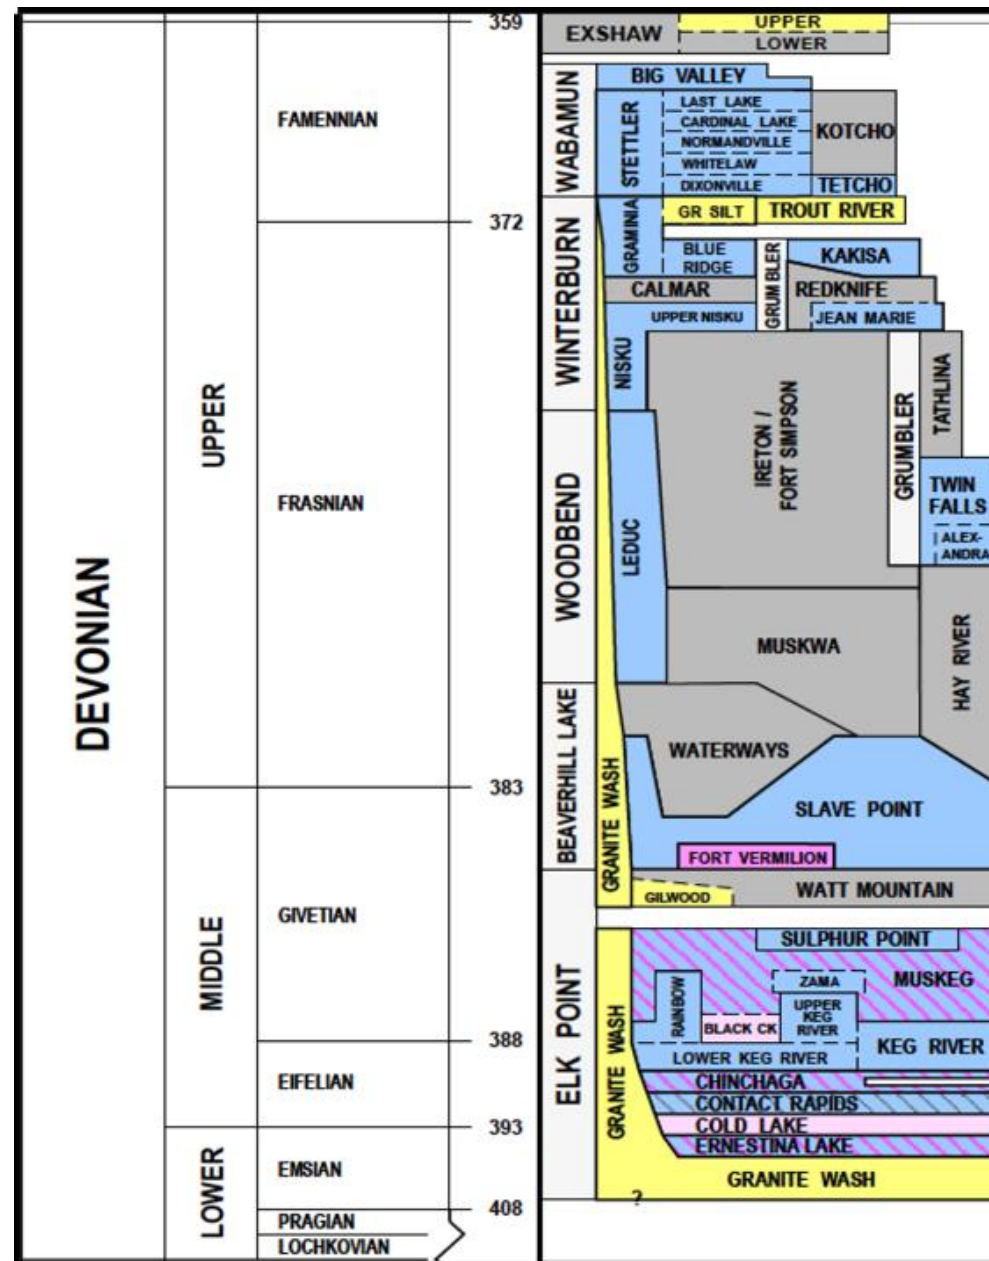 DEVONIAN
UPPER
MIDDLE
LOWER
FAMENNIAN
FRASNIAN
GIVETIAN
EIFELIAN
EMSIAN
PRAGIAN
LOCHKOVIAN
359
372
383
388
393
408
WABAMUN
WINTERBURN
WOODBEND
BEAVERHILL LAKE
ELK POINT
EXSHAW
UPPER
LOWER
BIG VALLEY
STETTLER
LAST LAKE
CARDINAL LAKE
NORMANDVILLE
WHITELAW
DIXONVILLE
KOTCHO
TETCHO
GRAMINIA
GR SILT
TROUT RIVER
BLUE
RIDGE
GRUMBLER
KAKISA
CALMAR
REDKNIFE
UPPER NISKU
JEAN MARIE
NISKU
IRETON /
FORT SIMPSON
GRUMBLER
TATHLINA
TWIN
FALLS
ALEX-
ANDRA
LEDUC
MUSKWA
HAY RIVER
WATERWAYS
SLAVE POINT
FORT VERMILION
GRANITE WASH
GILWOOD
WATT MOUNTAIN
SULPHUR POINT
MUSKEG
ZAMA
RAINBOW
BLACK CK
UPPER
KEG
RIVER
LOWER KEG RIVER
KEG RIVER
GRANITE WASH
CHINCHAGA
CONTACT RAPIDS
COLD LAKE
ERNESTINA LAKE
GRANITE WASH
?